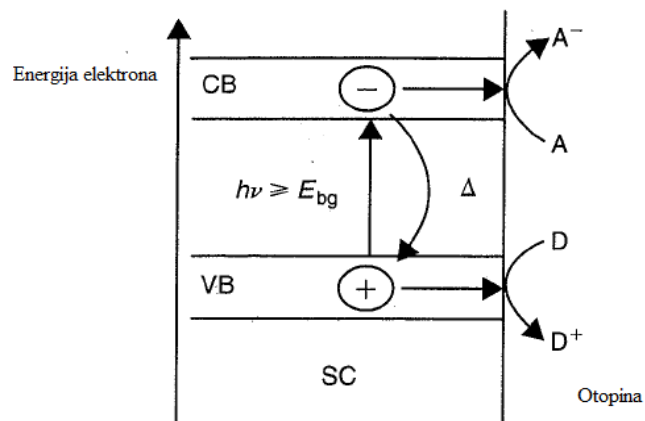 A⁻
Energija elektrona
CB
−
A
hν ⩾ E_bg
Δ
D
VB
+
D⁺
SC
Otopina